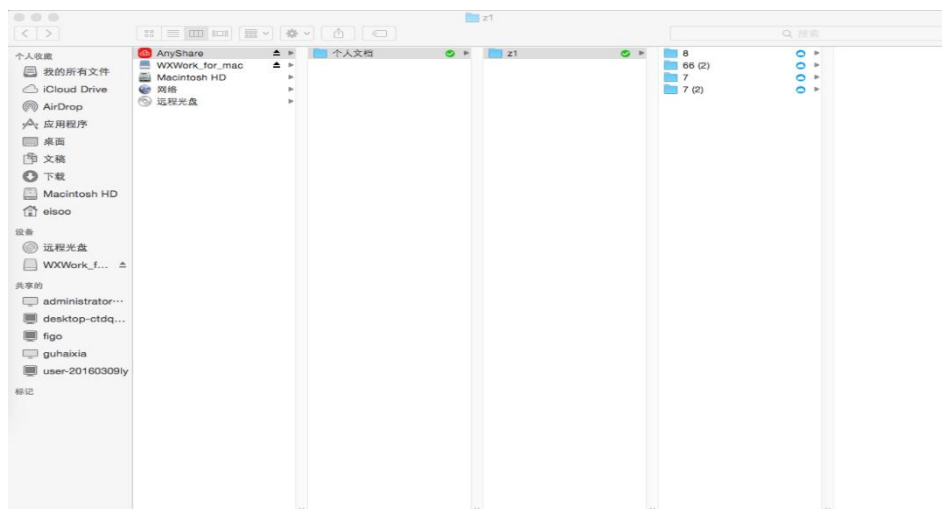 z1
搜索
个人收藏
我的所有文件
iCloud Drive
AirDrop
应用程序
桌面
文稿
下载
Macintosh HD
eisoo
设备
远程光盘
WXWork_f...
共享的
administrator...
desktop-ctdq...
figo
guhaixia
user-20160309ly
标记
AnyShare
WXWork_for_mac
Macintosh HD
网络
远程光盘
个人文档
z1
8
66 (2)
7
7 (2)